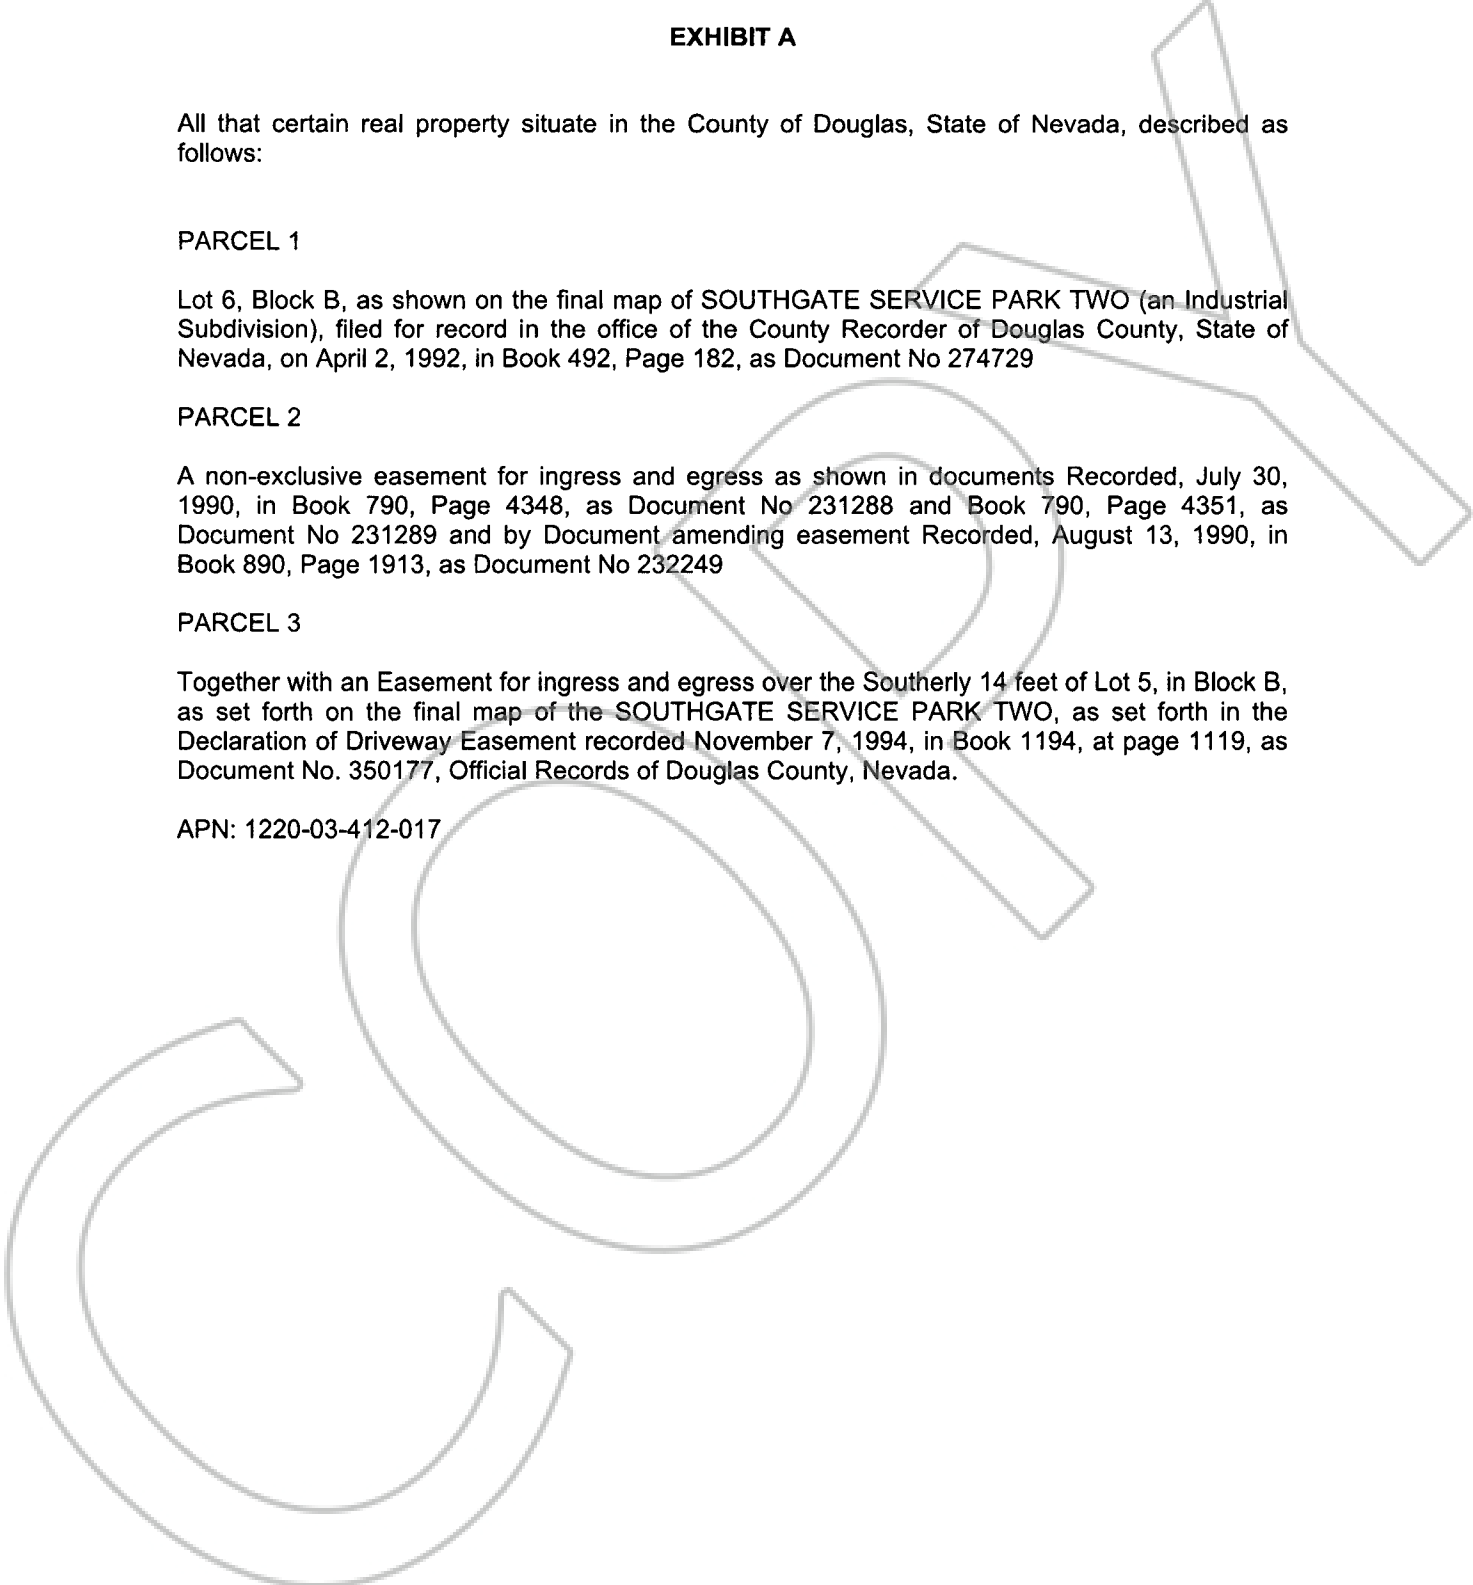 EXHIBIT A
All that certain real property situate in the County of Douglas, State of Nevada, described as
follows:
PARCEL 1
Lot 6, Block B, as shown on the final map of SOUTHGATE SERVICE PARK TWO (an Industrial
Subdivision), filed for record in the office of the County Recorder of Douglas County, State of
Nevada, on April 2, 1992, in Book 492, Page 182, as Document No 274729
PARCEL 2
A non-exclusive easement for ingress and egress as shown in documents Recorded, July 30,
1990, in Book 790, Page 4348, as Document No 231288 and Book 790, Page 4351, as
Document No 231289 and by Document amending easement Recorded, August 13, 1990, in
Book 890, Page 1913, as Document No 232249
PARCEL 3
Together with an Easement for ingress and egress over the Southerly 14 feet of Lot 5, in Block B,
as set forth on the final map of the SOUTHGATE SERVICE PARK TWO, as set forth in the
Declaration of Driveway Easement recorded November 7, 1994, in Book 1194, at page 1119, as
Document No. 350177, Official Records of Douglas County, Nevada.
APN: 1220-03-412-017
COPY